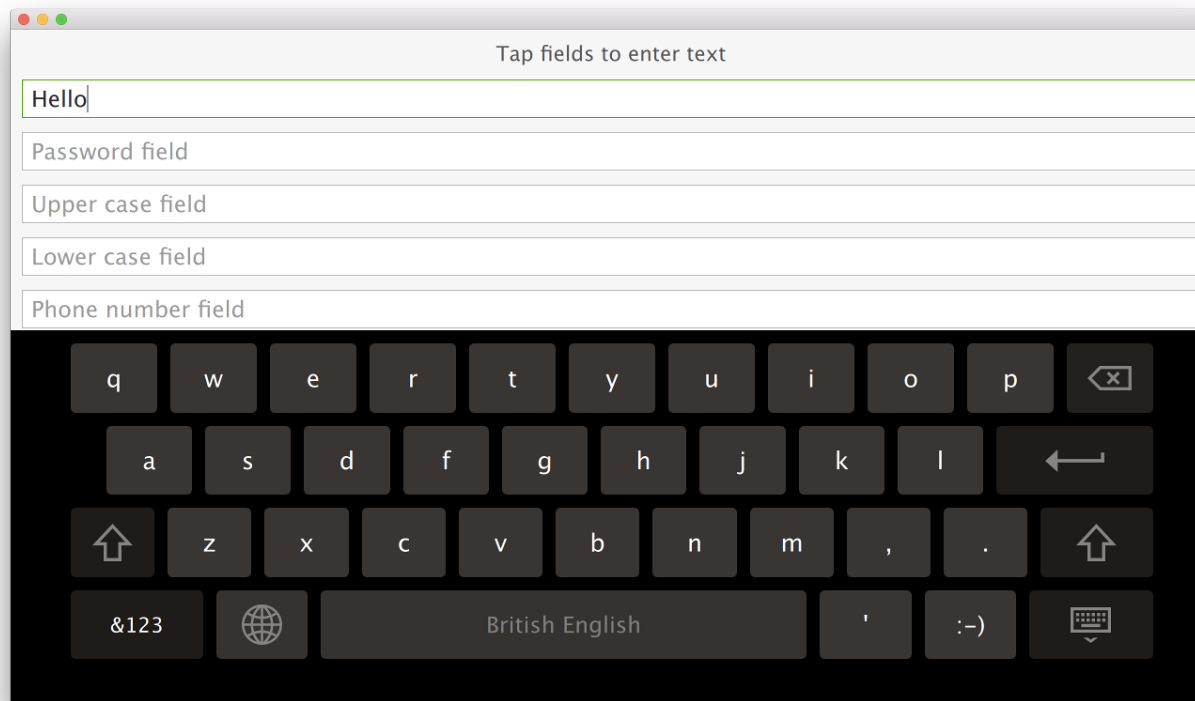 Tap fields to enter text
Hello
Password field
Upper case field
Lower case field
Phone number field
q w e r t y u i o p
a s d f g h j k l
z x c v b n m , .
&123 British English ' :-)